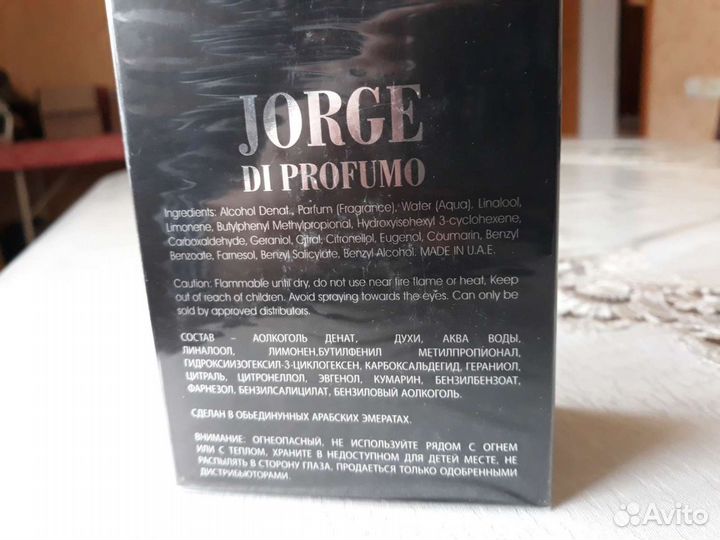 JORGE
DI PROFUMO
Ingredients: Alcohol Denat., Parfum (Fragrance), Water (Aqua), Linalool,
Limonene, Butylphenyl Methylpropiorial, Hydroxyisehexyl 3-cyclohexene,
Carboxaldehyde, Geraniol, Citral, Citronellol, Eugenol, Coumarin, Benzyl
Benzoate, Farnesol, Benzyl Salicylate, Benzyl Alcohol. MADE IN U.A.E.
Caution: Flammable until dry, do not use near fire flame or heat, Keep
out of reach of children. Avoid spraying towards the eyes. Can only be
sold by approved distributors.
СОСТАВ – АОЛКОГОЛЬ ДЕНАТ, ДУХИ, АКВА ВОДЫ,
ЛИНАЛООЛ, ЛИМОНЕН,БУТИЛФЕНИЛ МЕТИЛПРОПИОНАЛ,
ГИДРОКСИИЗОГЕКСИЛ-3-ЦИКЛОГЕКСЕН, КАРБОКСАЛЬДЕГИД, ГЕРАНИОЛ,
ЦИТРАЛЬ, ЦИТРОНЕЛЛОЛ, ЭВГЕНОЛ, КУМАРИН, БЕНЗИЛБЕНЗОАТ,
ФАРНЕЗОЛ, БЕНЗИЛСАЛИЦИЛАТ, БЕНЗИЛОВЫЙ АОЛКОГОЛЬ.
СДЕЛАН В ОБЬЕДИНУННЫХ АРАБСКИХ ЭМЕРАТАХ.
ВНИМАНИЕ: ОГНЕОПАСНЫЙ, НЕ ИСПОЛЬЗУЙТЕ РЯДОМ С ОГНЕМ
ИЛИ С ТЕПЛОМ, ХРАНИТЕ В НЕДОСТУПНОМ ДЛЯ ДЕТЕЙ МЕСТЕ, НЕ
РАСПЫЛЯТЬ В СТОРОНУ ГЛАЗА, ПРОДАЕТЬСЯ ТОЛЬКО ОДОБРЕННЫМИ
ДИСТРИБЬЮТОРАМИ.
Avito